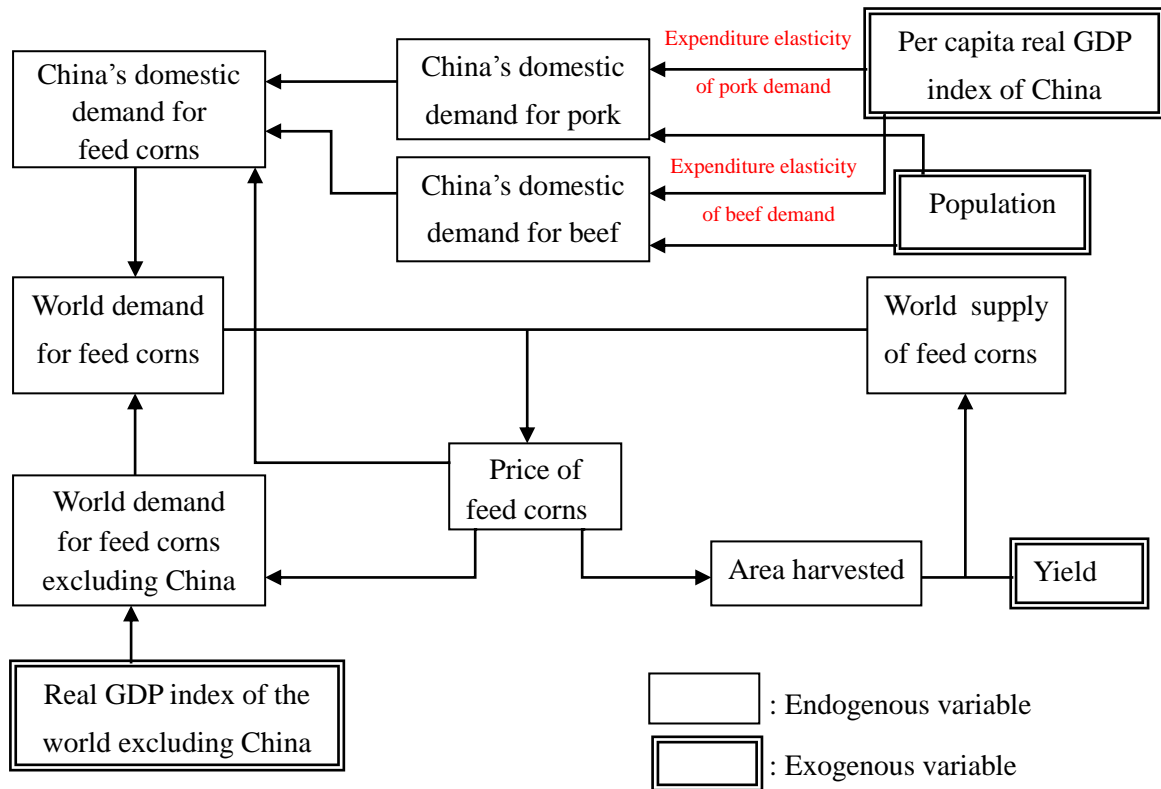 China's domestic
demand for
feed corns
China's domestic
demand for pork
Expenditure elasticity
of pork demand
Per capita real GDP
index of China
China's domestic
demand for beef
Expenditure elasticity
of beef demand
Population
World demand
for feed corns
World supply
of feed corns
Price of
feed corns
World demand
for feed corns
excluding China
Area harvested
Yield
Real GDP index of the
world excluding China
: Endogenous variable
: Exogenous variable